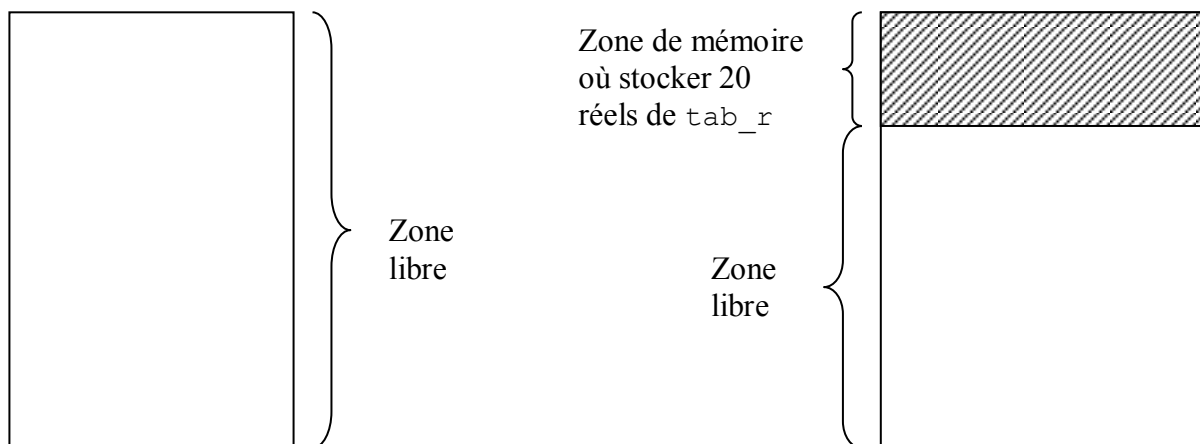 Zone
libre
Zone de mémoire
où stocker 20
réels de tab_r
Zone
libre